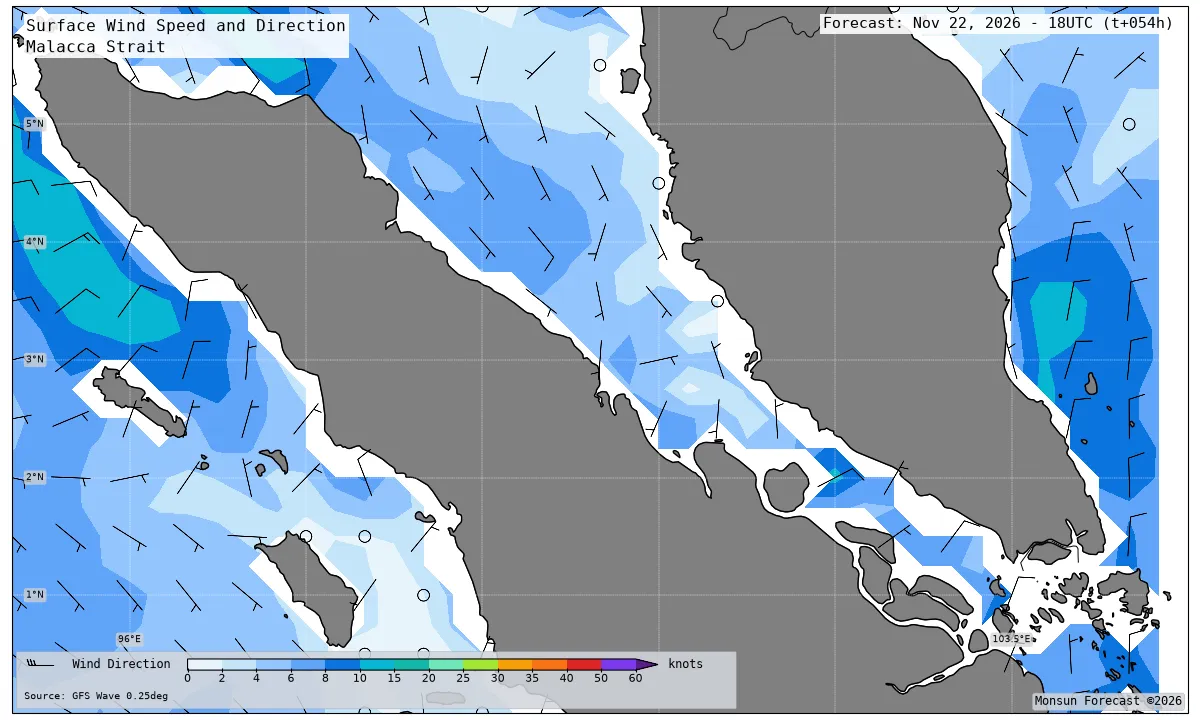 Surface Wind Speed and Direction
Malacca Strait
Forecast: Nov 22, 2026 - 18UTC (t+054h)
5°N
4°N
3°N
2°N
1°N
96°E
103.5°E
Wind Direction
0 2 4 6 8 10 12 16 20 25 30 35 40 50 60
knots
Source: GFS Wave 0.25deg
Monsun Forecast ©2026